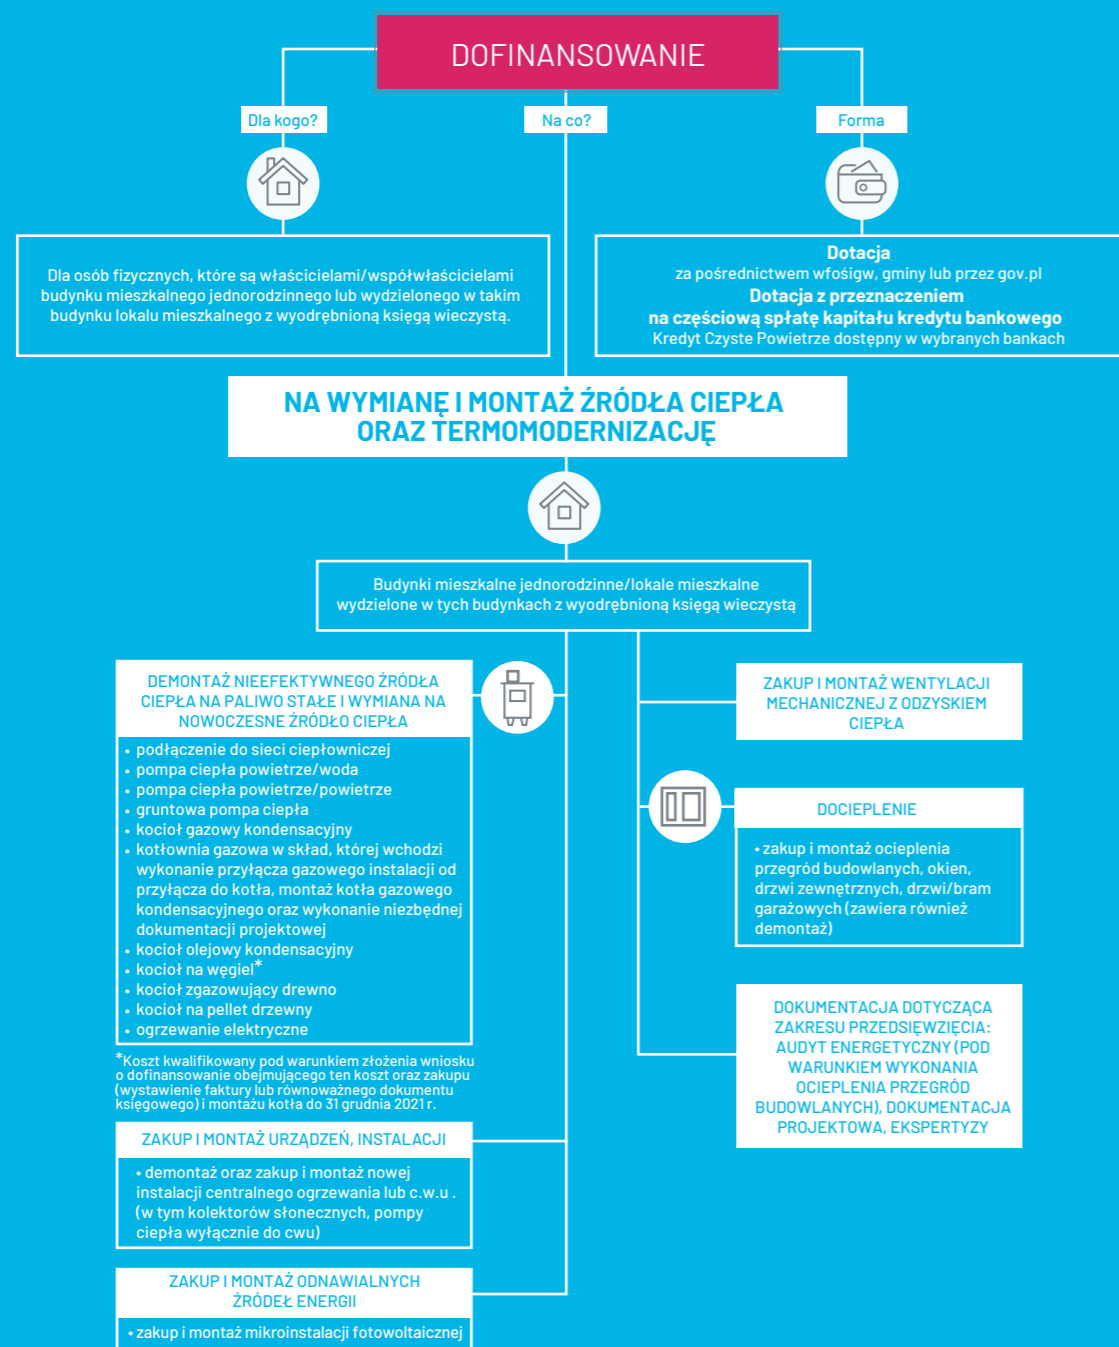 DOFINANSOWANIE
Dla kogo?
Na co?
Forma
Dla osób fizycznych, które są właścicielami/współwłaścicielami
budynku mieszkalnego jednorodzinnego lub wydzielonego w takim
budynku lokalu mieszkalnego z wyodrębnioną księgą wieczystą.
Dotacja
za pośrednictwem wfośigw, gminy lub przez gov.pl
Dotacja z przeznaczeniem
na częściową spłatę kapitału kredytu bankowego
Kredyt Czyste Powietrze dostępny w wybranych bankach
NA WYMIANĘ I MONTAŻ ŹRÓDŁA CIEPŁA
ORAZ TERMOMODERNIZACJĘ
Budynki mieszkalne jednorodzinne/lokale mieszkalne
wydzielone w tych budynkach z wyodrębnioną księgą wieczystą
DEMONTAŻ NIEEFEKTYWNEGO ŹRÓDŁA
CIEPŁA NA PALIWO STAŁE I WYMIANA NA
NOWOCZESNE ŹRÓDŁO CIEPŁA
• podłączenie do sieci ciepłowniczej
• pompa ciepła powietrze/woda
• pompa ciepła powietrze/powietrze
• gruntowa pompa ciepła
• kocioł gazowy kondensacyjny
• kotłownia gazowa w skład, której wchodzi
wykonanie przyłącza gazowego instalacji od
przyłącza do kotła, montaż kotła gazowego
kondensacyjnego oraz wykonanie niezbędnej
dokumentacji projektowej
• kocioł olejowy kondensacyjny
• kocioł na węgiel*
• kocioł zgazowujący drewno
• kocioł na pellet drzewny
• ogrzewanie elektryczne
*Koszt kwalifikowany pod warunkiem złożenia wniosku
o dofinansowanie obejmującego ten koszt oraz zakupu
(wystawienie faktury lub równoważnego dokumentu
księgowego) i montażu kotła do 31 grudnia 2021 r.
ZAKUP I MONTAŻ URZĄDZEŃ, INSTALACJI
• demontaż oraz zakup i montaż nowej
instalacji centralnego ogrzewania lub c.w.u .
(w tym kolektorów słonecznych, pompy
ciepła wyłącznie do cwu)
ZAKUP I MONTAŻ ODNAWIALNYCH
ŹRÓDEŁ ENERGII
• zakup i montaż mikroinstalacji fotowoltaicznej
ZAKUP I MONTAŻ WENTYLACJI
MECHANICZNEJ Z ODZYSKIEM
CIEPŁA
DOCIEPLENIE
• zakup i montaż ocieplenia
przegród budowlanych, okien,
drzwi zewnętrznych, drzwi/bram
garażowych (zawiera również
demontaż)
DOKUMENTACJA DOTYCZĄCA
ZAKRESU PRZEDSIĘWZIĘCIA:
AUDYT ENERGETYCZNY (POD
WARUNKIEM WYKONANIA
OCIEPLENIA PRZEGRÓD
BUDOWLANYCH), DOKUMENTACJA
PROJEKTOWA, EKSPERTYZY